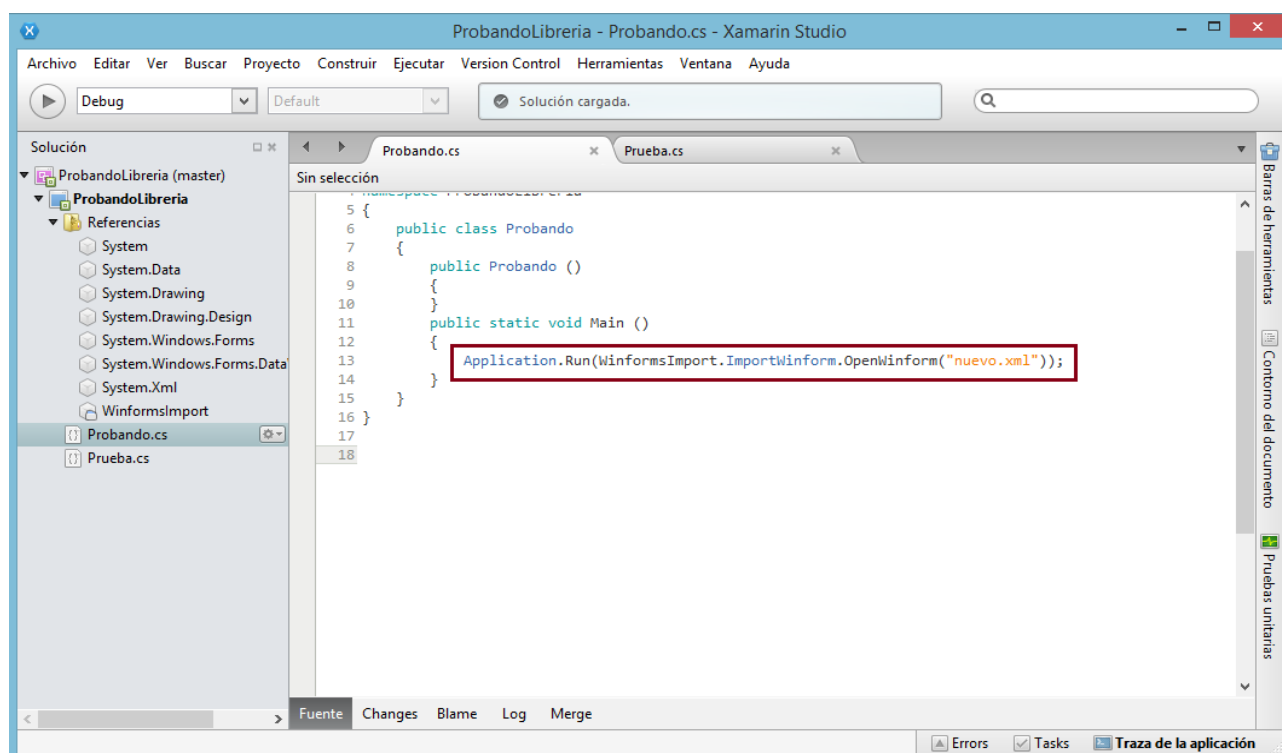 ProbandoLibreria - Probando.cs - Xamarin Studio
Archivo Editar Ver Buscar Proyecto Construir Ejecutar Version Control Herramientas Ventana Ayuda
Debug Default Solución cargada.
Solución
ProbandoLibreria (master)
ProbandoLibreria
Referencias
System
System.Data
System.Drawing
System.Drawing.Design
System.Windows.Forms
System.Windows.Forms.Data
System.Xml
WinformsImport
Probando.cs
Prueba.cs
Probando.cs Prueba.cs
Sin selección
5 {
6 public class Probando
7 {
8 public Probando ()
9 {
10 }
11 public static void Main ()
12 {
13 Application.Run(WinformsImport.ImportWinform.OpenWinform("nuevo.xml"));
14 }
15 }
16 }
17
18
Fuente Changes Blame Log Merge
Barras de herramientas
Contorno del documento
Pruebas unitarias
Errors Tasks Traza de la aplicación